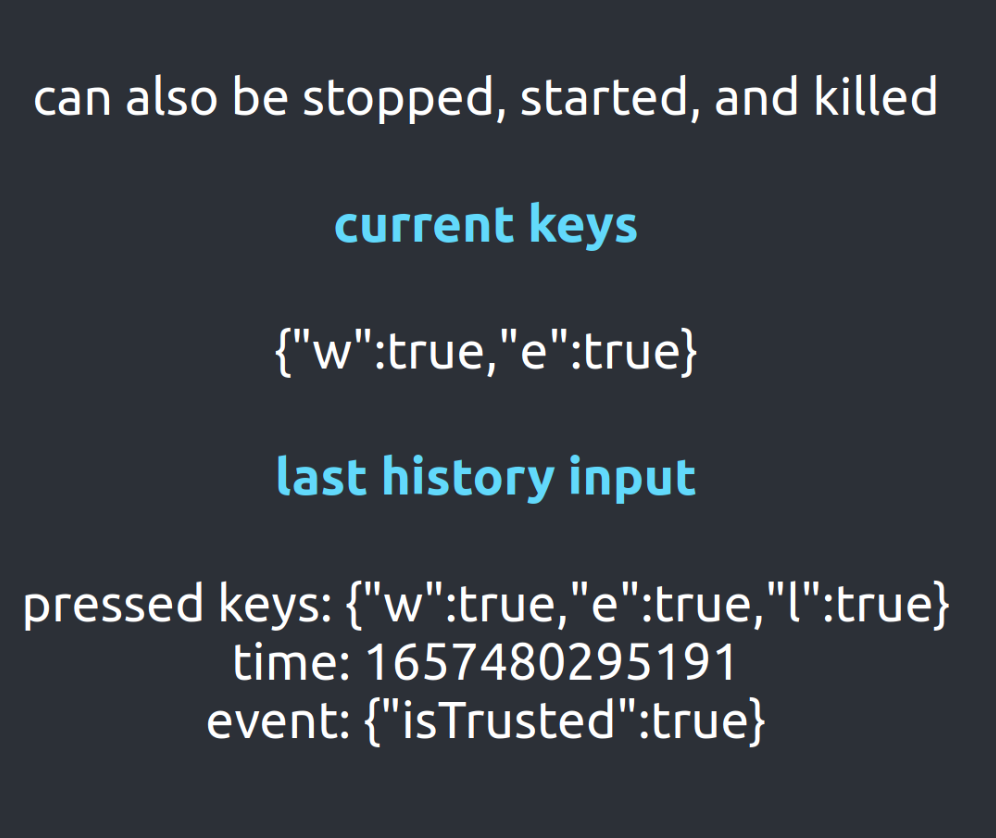 can also be stopped, started, and killed
current keys
{"w":true,"e":true}
last history input
pressed keys: {"w":true,"e":true,"l":true}
time: 1657480295191
event: {"isTrusted":true}